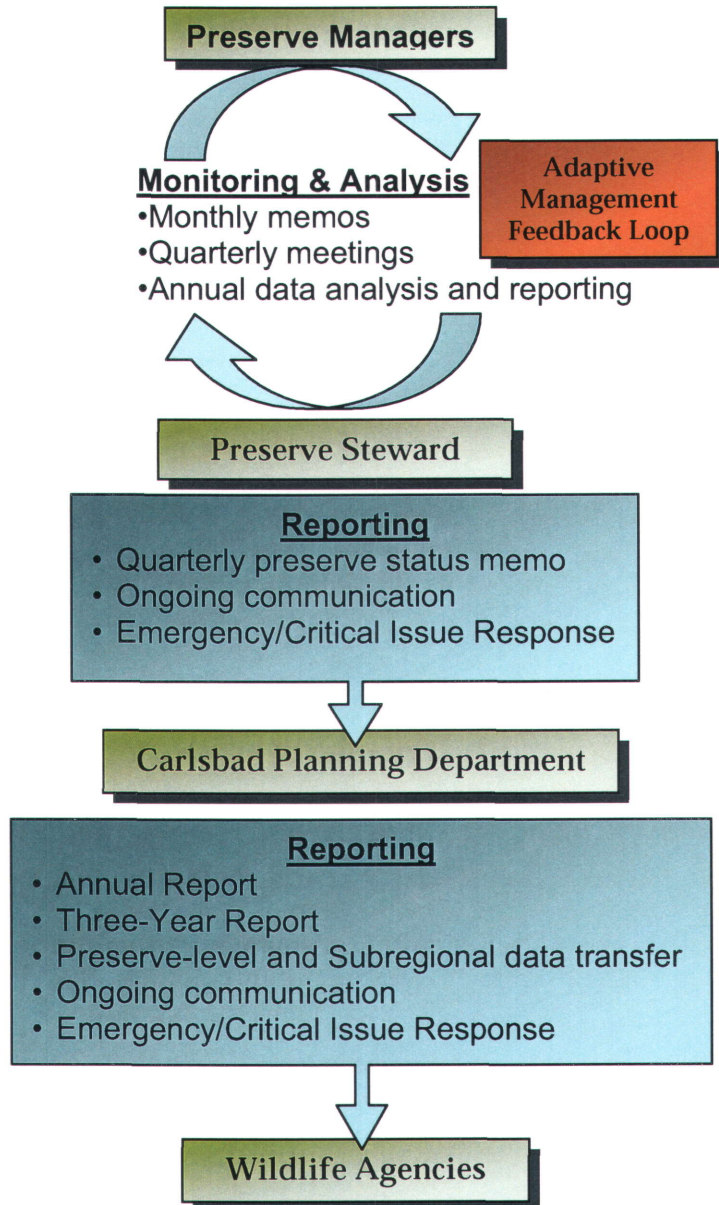 Preserve Managers
Monitoring & Analysis
•Monthly memos
•Quarterly meetings
•Annual data analysis and reporting
Adaptive
Management
Feedback Loop
Preserve Steward
Reporting
• Quarterly preserve status memo
• Ongoing communication
• Emergency/Critical Issue Response
Carlsbad Planning Department
Reporting
• Annual Report
• Three-Year Report
• Preserve-level and Subregional data transfer
• Ongoing communication
• Emergency/Critical Issue Response
Wildlife Agencies